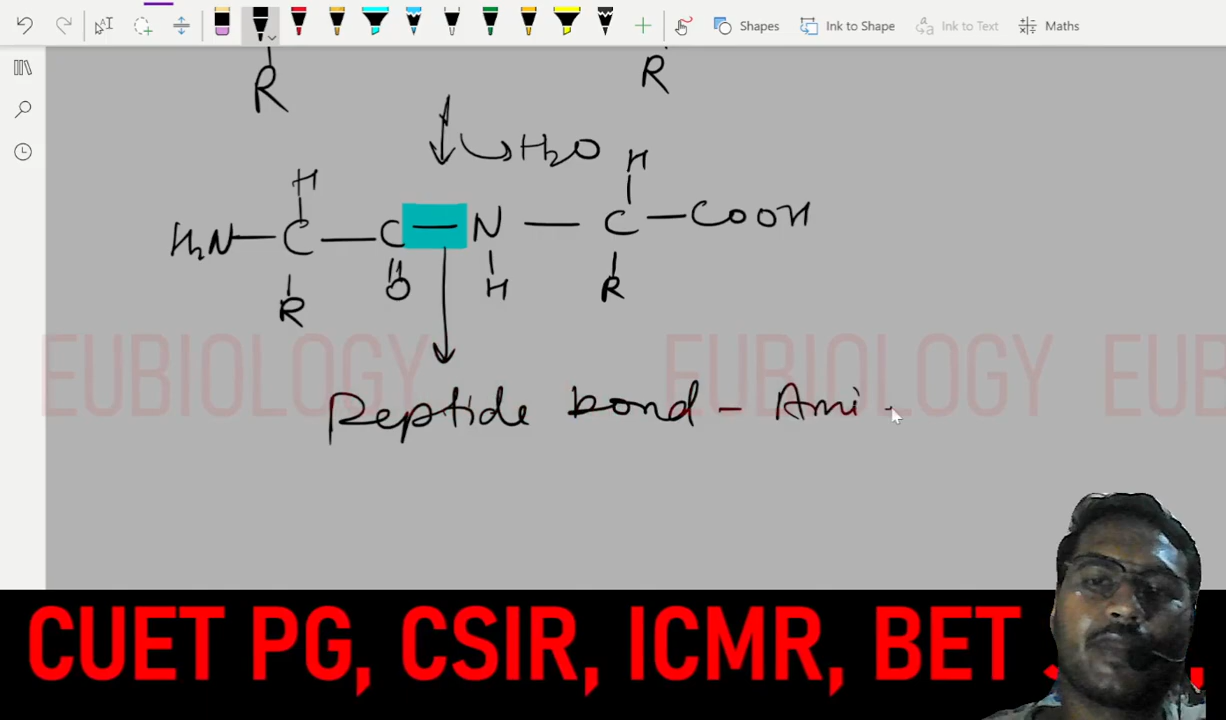 Shapes Ink to Shape Ink to Text Maths
R R
H₂O
H H
H₂N — C — C — N — C — COOH
R O H R
EUBIOLOGY EUBIOLOGY EUB
Peptide bond - Ami
CUET PG, CSIR, ICMR, BET